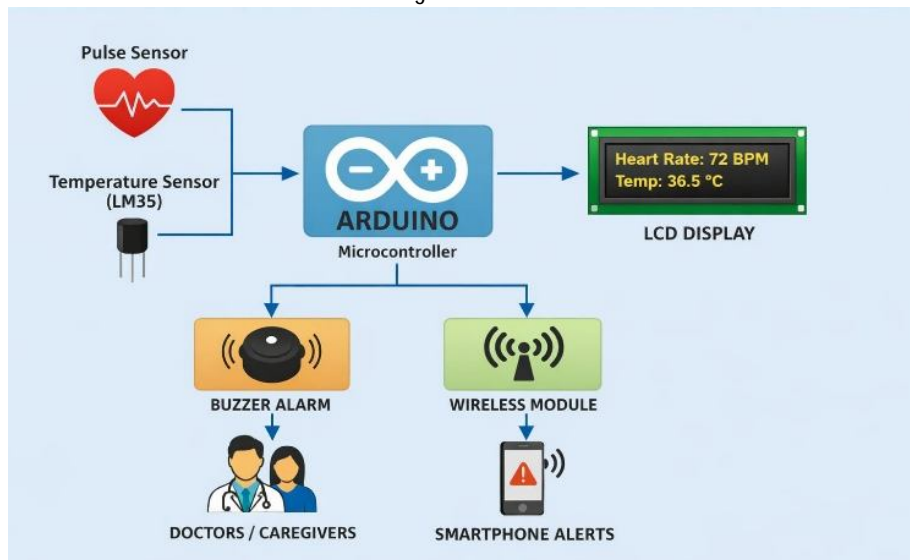 Pulse Sensor
Temperature Sensor
(LM35)
ARDUINO
Microcontroller
Heart Rate: 72 BPM
Temp: 36.5 °C
LCD DISPLAY
BUZZER ALARM
WIRELESS MODULE
DOCTORS / CAREGIVERS
SMARTPHONE ALERTS